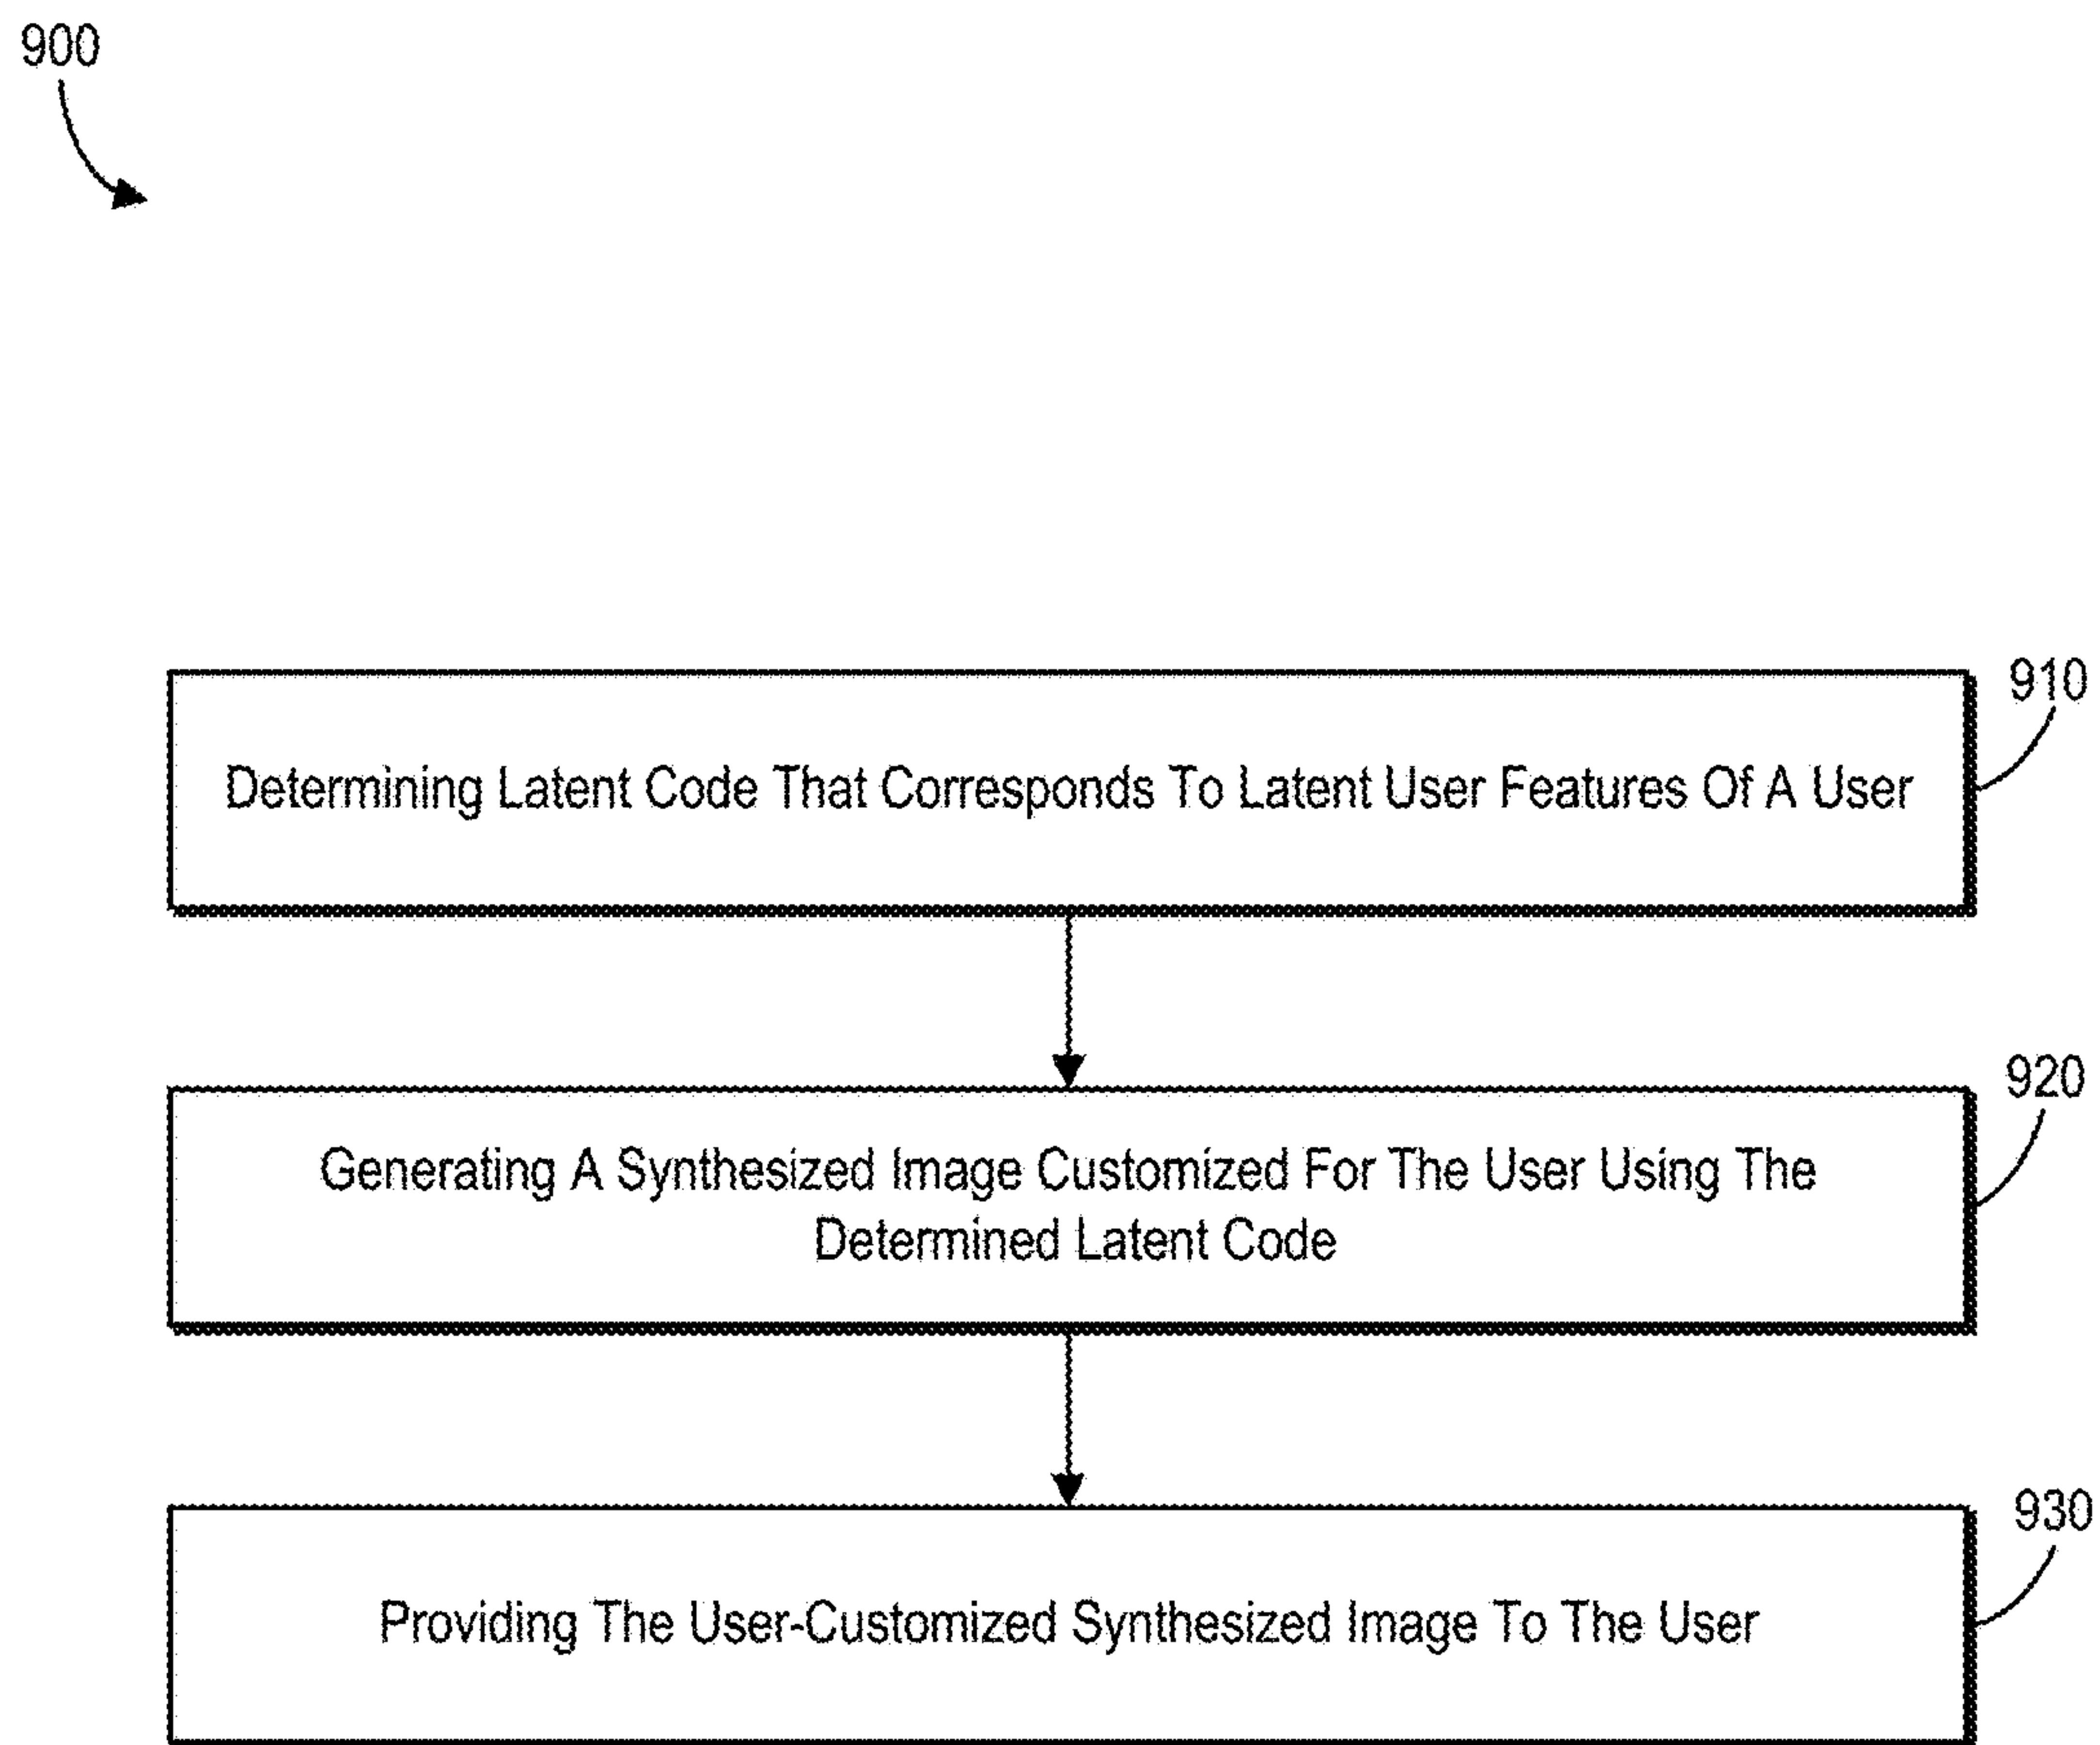 900
910
Determining Latent Code That Corresponds To Latent User Features Of A User
920
Generating A Synthesized Image Customized For The User Using The
Determined Latent Code
930
Providing The User-Customized Synthesized Image To The User